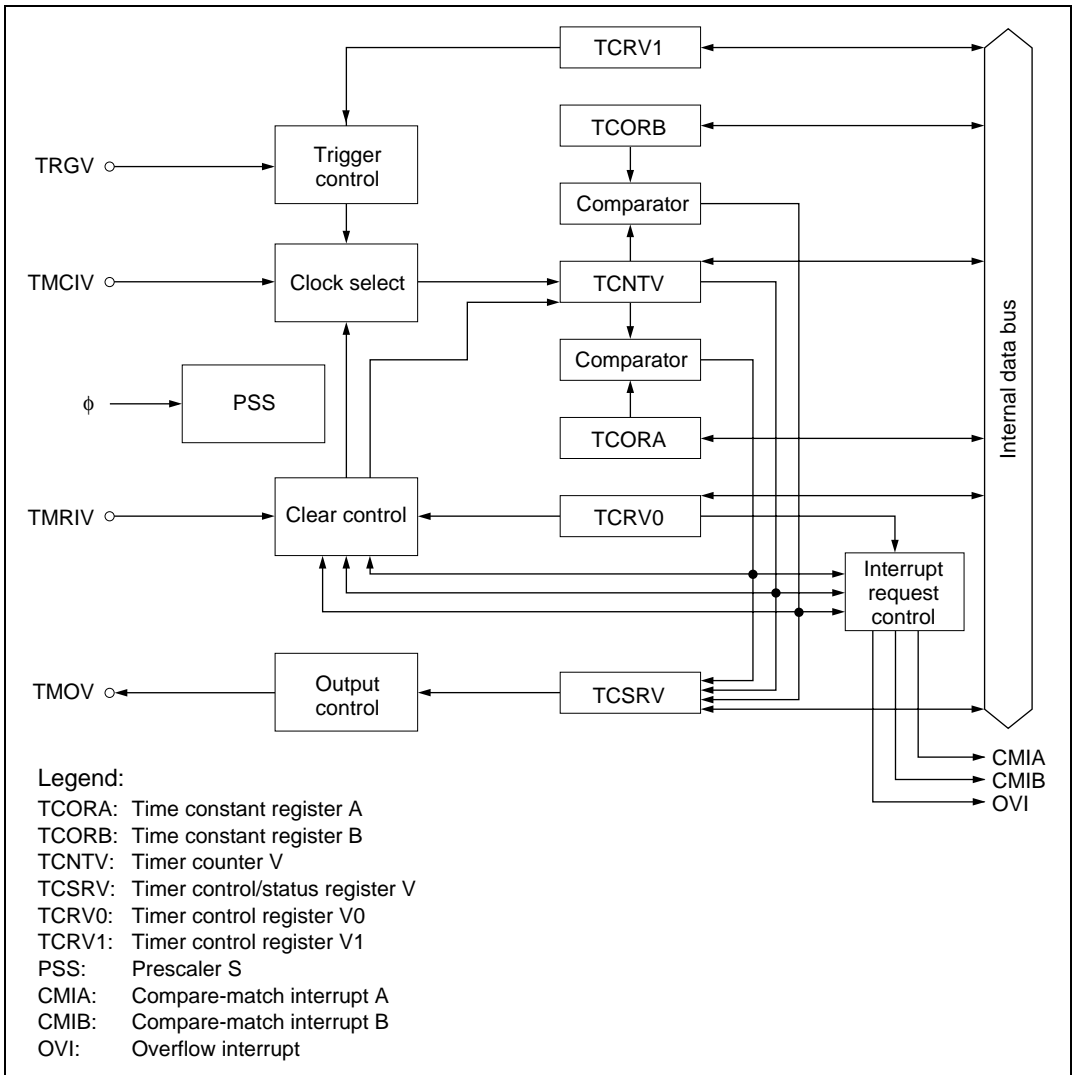 TCRV1
TCORB
TRGV
Trigger
control
Comparator
TMCIV
Clock select
TCNTV
Comparator
φ
PSS
TCORA
Internal data bus
TMRIV
Clear control
TCRV0
Interrupt
request
control
TMOV
Output
control
TCSRV
CMIA
CMIB
OVI
Legend:
TCORA: Time constant register A
TCORB: Time constant register B
TCNTV: Timer counter V
TCSRV: Timer control/status register V
TCRV0: Timer control register V0
TCRV1: Timer control register V1
PSS: Prescaler S
CMIA: Compare-match interrupt A
CMIB: Compare-match interrupt B
OVI: Overflow interrupt